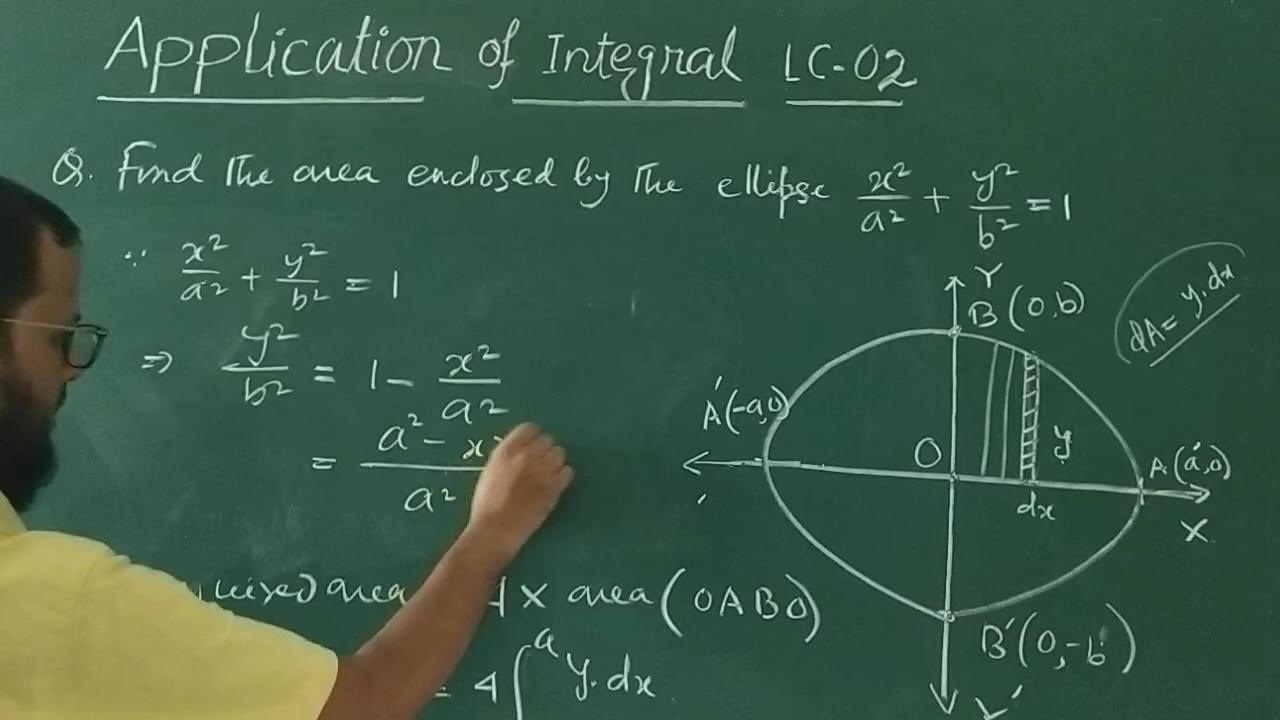 Application of Integral LC-02
Q. Find the area enclosed by the ellipse x²/a² + y²/b² = 1
∵ x²/a² + y²/b² = 1
⇒ y²/b² = 1 - x²/a²
= a² - x²/a²
area 4 × area (OABO)
= 4∫ᵃ y.dx
dA = y.dx
Y
B (0,b)
A'(-a,0)
O
y
A (a,0)
dx
X
B'(0,-b)
Y'